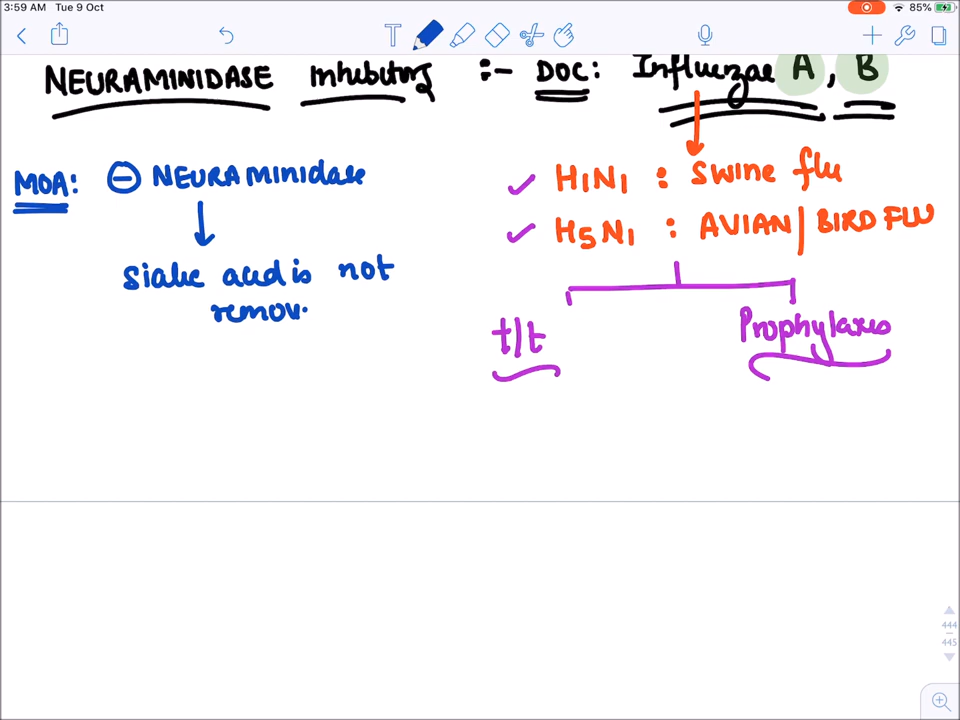 3:59 AM Tue 9 Oct 85%
T
NEURAMINIDASE Inhibitors :- DOC: Influenzae A, B
MOA: ⊖ NEURAMINIDASE
↓
Sialic acid is not
remov.
✓ H1N1 : Swine flu
✓ H5N1 : AVIAN/BIRD FLU
t/t Prophylaxis
444
445